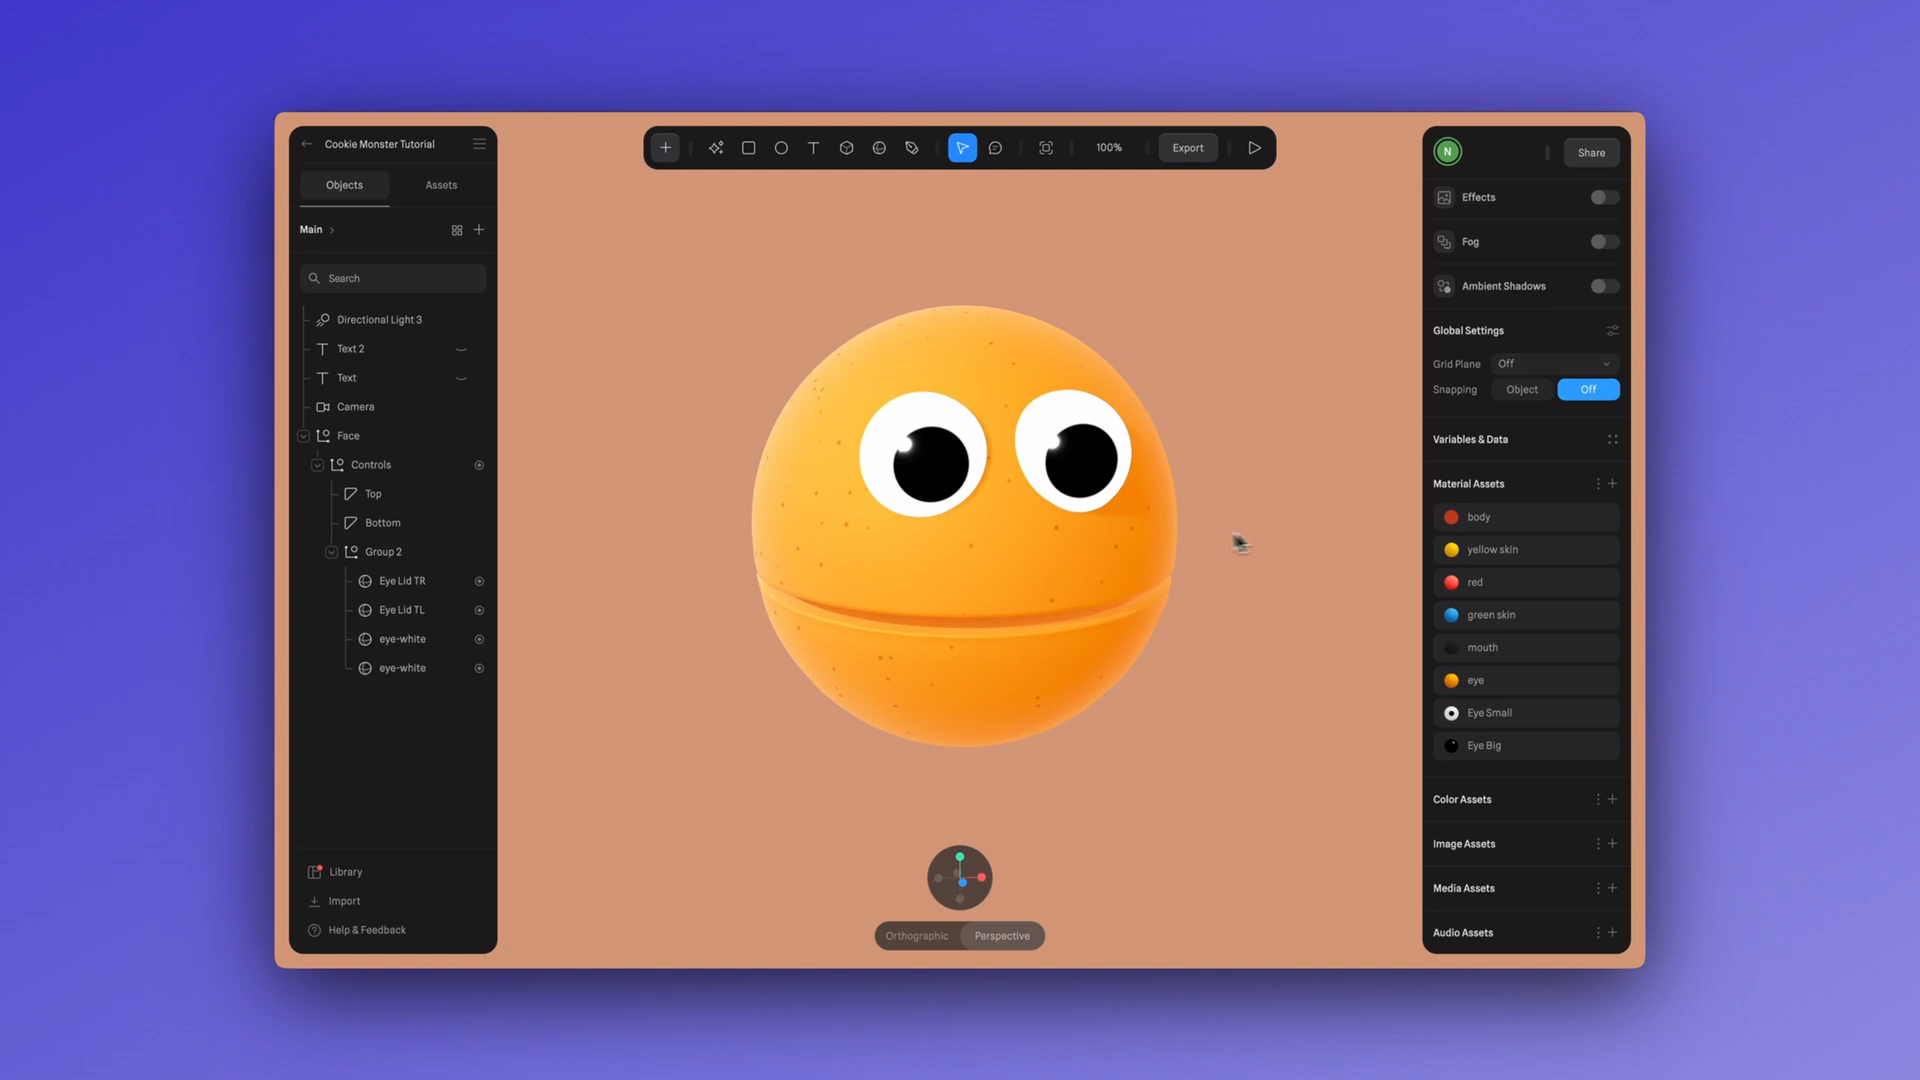 Cookie Monster Tutorial
Objects
Assets
Main
Search
Directional Light 3
Text 2
Text
Camera
Face
Controls
Top
Bottom
Group 2
Eye Lid TR
Eye Lid TL
eye-white
eye-white
Library
Import
Help & Feedback
100%
Export
Orthographic
Perspective
N
Share
Effects
Fog
Ambient Shadows
Global Settings
Grid Plane Off
Snapping Object Off
Variables & Data
Material Assets
body
yellow skin
red
green skin
mouth
eye
Eye Small
Eye Big
Color Assets
Image Assets
Media Assets
Audio Assets